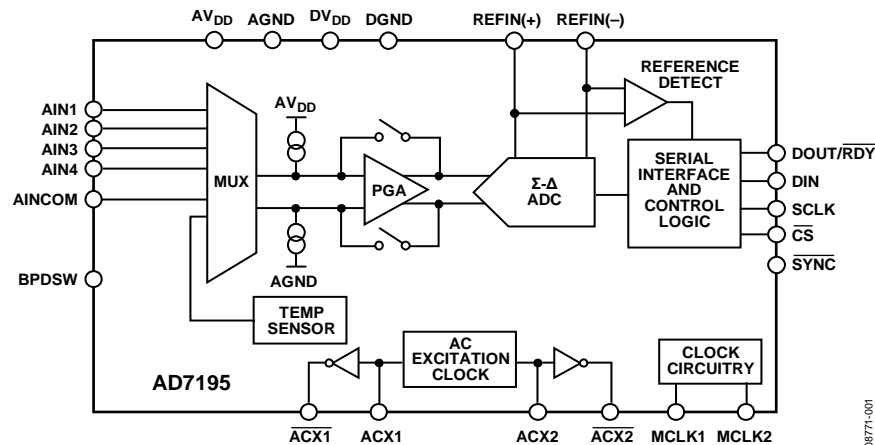 AVDD AGND DVDD DGND REFIN(+) REFIN(–)
REFERENCE
DETECT
AIN1
AIN2
AIN3
AIN4
AINCOM
BPDSW
MUX
AVDD
AGND
PGA
Σ-Δ
ADC
SERIAL
INTERFACE
AND
CONTROL
LOGIC
DOUT/RDY
DIN
SCLK
CS
SYNC
TEMP
SENSOR
AC
EXCITATION
CLOCK
CLOCK
CIRCUITRY
AD7195
ACX1 ACX1 ACX2 ACX2 MCLK1 MCLK2
08771-001